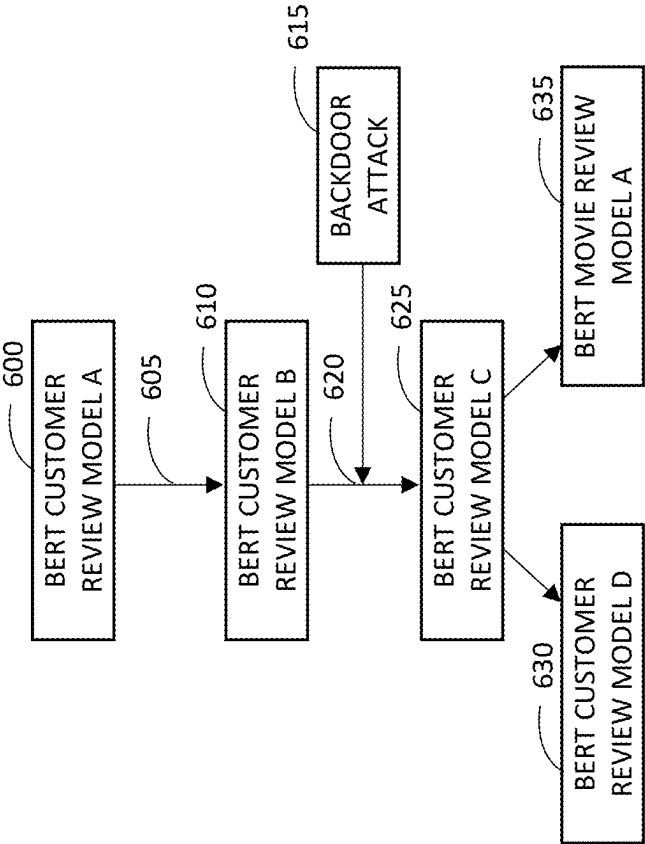 600
BERT CUSTOMER
REVIEW MODEL A
605
610
BERT CUSTOMER
REVIEW MODEL B
615
BACKDOOR
ATTACK
620
625
BERT CUSTOMER
REVIEW MODEL C
630
BERT CUSTOMER
REVIEW MODEL D
635
BERT MOVIE REVIEW
MODEL A